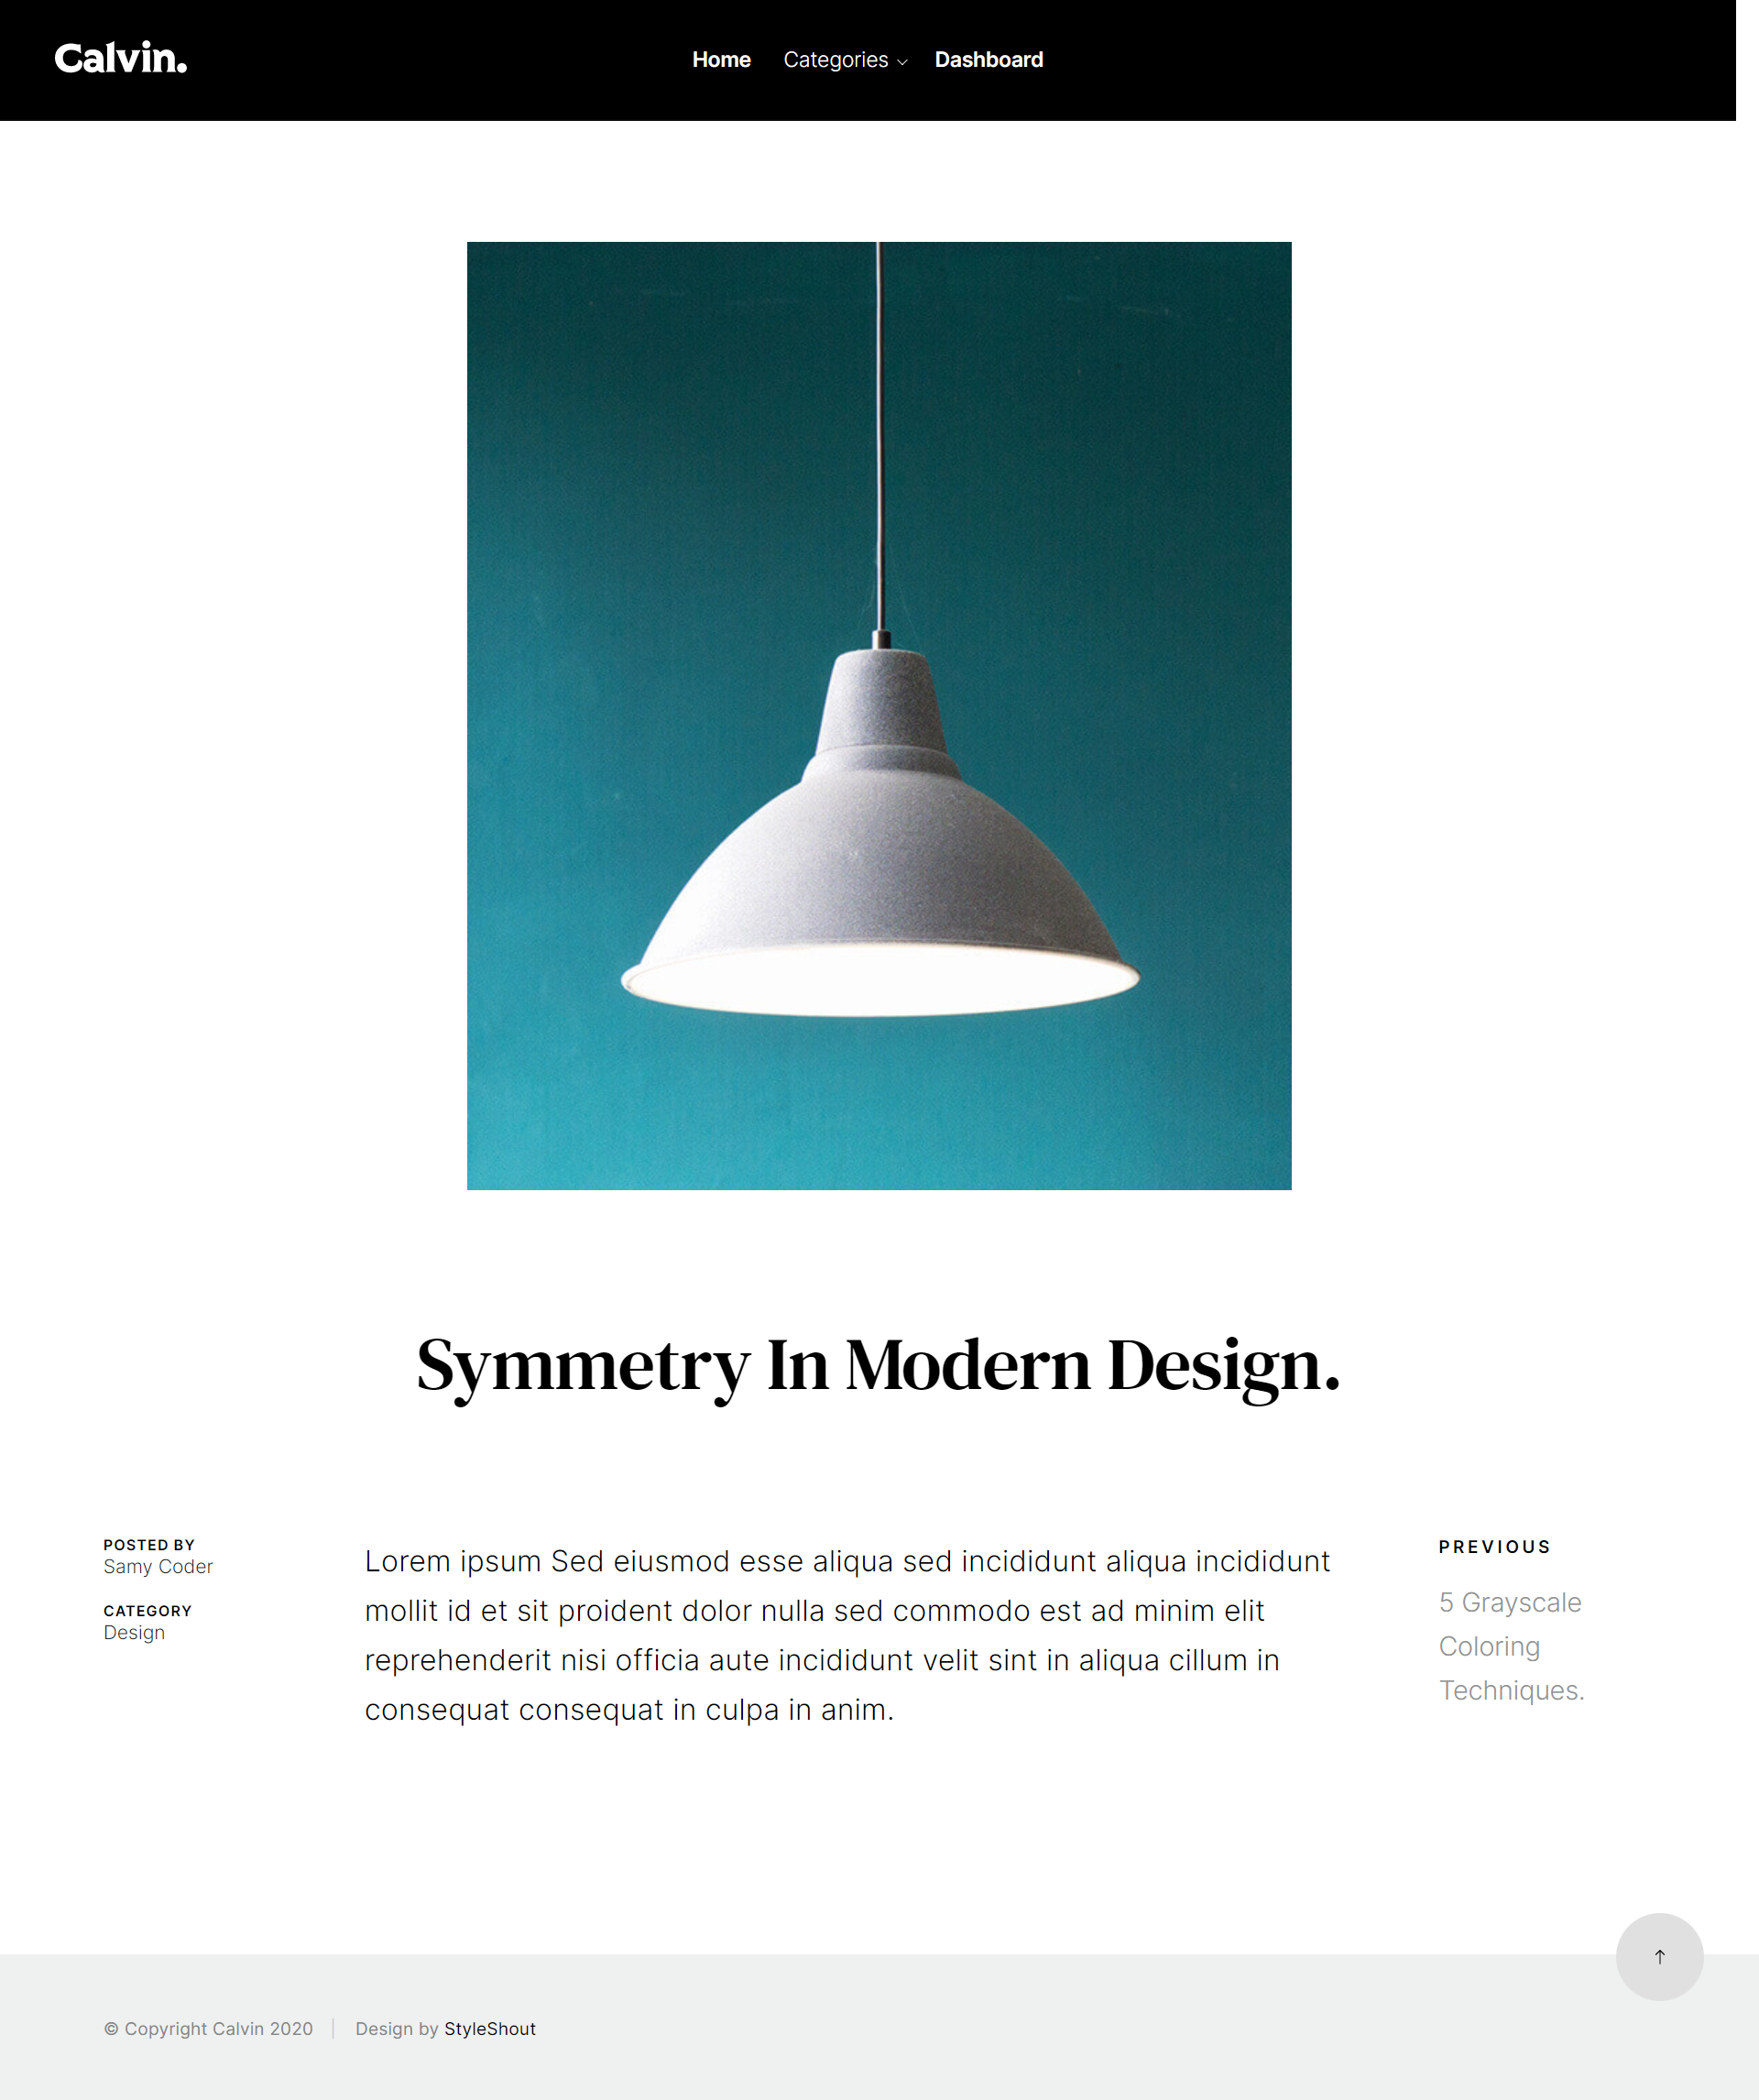 Calvin.
Home Categories Dashboard
Symmetry In Modern Design.
POSTED BY
Samy Coder
CATEGORY
Design
Lorem ipsum Sed eiusmod esse aliqua sed incididunt aliqua incididunt
mollit id et sit proident dolor nulla sed commodo est ad minim elit
reprehenderit nisi officia aute incididunt velit sint in aliqua cillum in
consequat consequat in culpa in anim.
PREVIOUS
5 Grayscale
Coloring
Techniques.
© Copyright Calvin 2020 Design by StyleShout